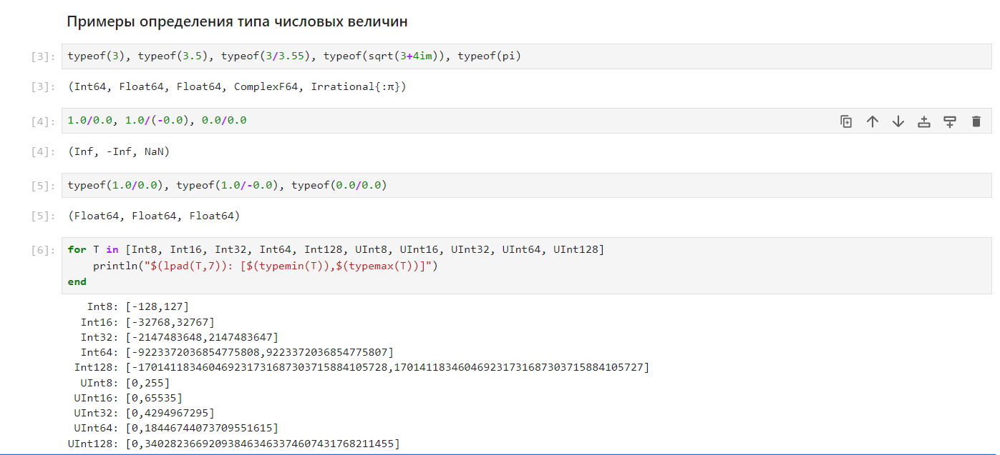 Примеры определения типа числовых величин
[3]: typeof(3), typeof(3.5), typeof(3/3.55), typeof(sqrt(3+4im)), typeof(pi)
[3]: (Int64, Float64, Float64, ComplexF64, Irrational{:π})
[4]: 1.0/0.0, 1.0/(-0.0), 0.0/0.0
[4]: (Inf, -Inf, NaN)
[5]: typeof(1.0/0.0), typeof(1.0/-0.0), typeof(0.0/0.0)
[5]: (Float64, Float64, Float64)
[6]: for T in [Int8, Int16, Int32, Int64, Int128, UInt8, UInt16, UInt32, UInt64, UInt128]
println("$(lpad(T,7)): [$(typemin(T)),$(typemax(T))]")
end
Int8: [-128,127]
Int16: [-32768,32767]
Int32: [-2147483648,2147483647]
Int64: [-9223372036854775808,9223372036854775807]
Int128: [-170141183460469231731687303715884105728,170141183460469231731687303715884105727]
UInt8: [0,255]
UInt16: [0,65535]
UInt32: [0,4294967295]
UInt64: [0,18446744073709551615]
UInt128: [0,340282366920938463463374607431768211455]